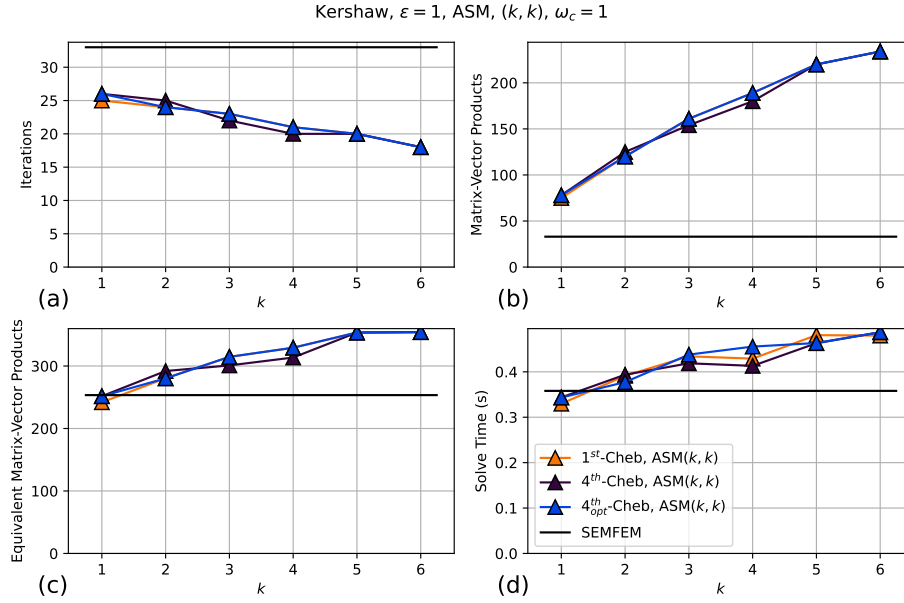 Kershaw, ε = 1, ASM, (k, k), ω_c = 1
30
25
20
15
10
5
0
Iterations
1 2 3 4 5 6
k
(a)
200
150
100
50
0
Matrix-Vector Products
1 2 3 4 5 6
k
(b)
300
200
100
0
Equivalent Matrix-Vector Products
1 2 3 4 5 6
k
(c)
0.4
0.3
0.2
0.1
0.0
Solve Time (s)
1^{st}-Cheb, ASM(k, k)
4^{th}-Cheb, ASM(k, k)
4^{th}_{opt}-Cheb, ASM(k, k)
SEMFEM
1 2 3 4 5 6
k
(d)